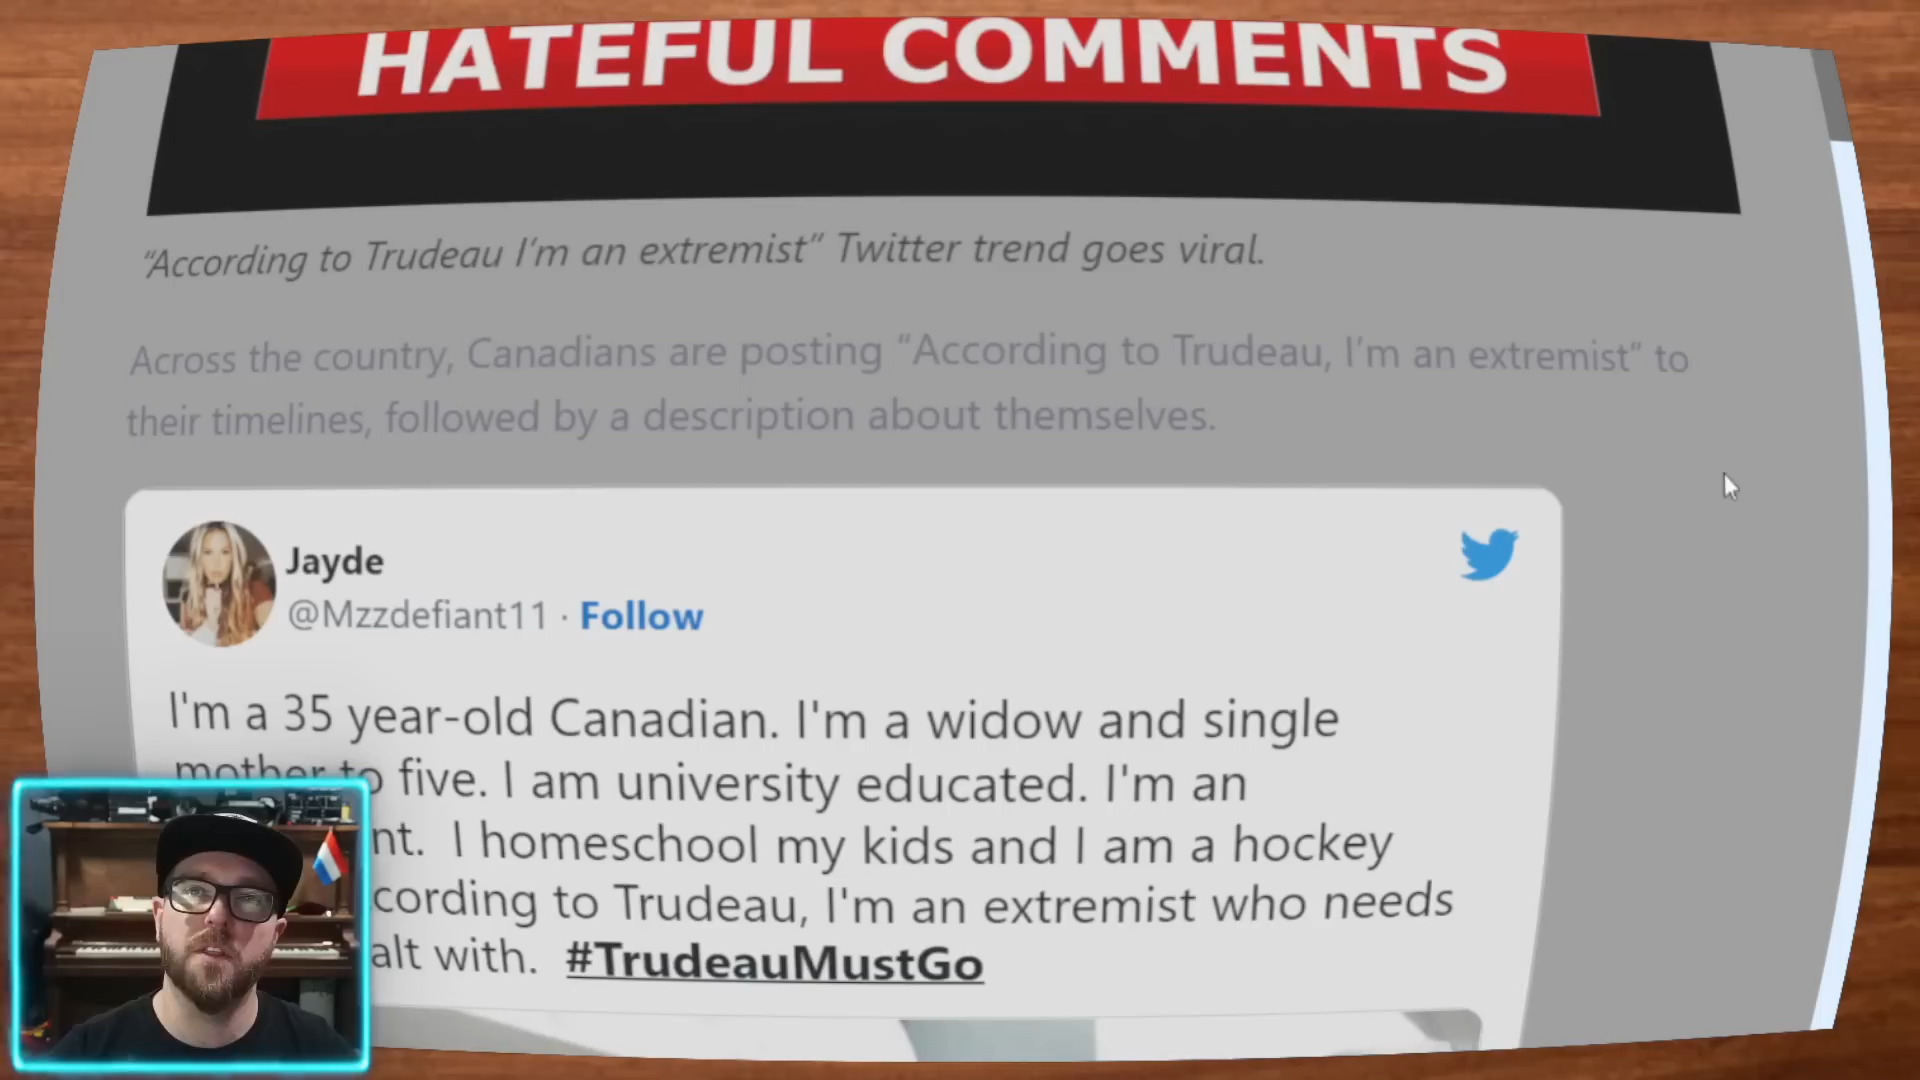 HATEFUL COMMENTS
“According to Trudeau I’m an extremist” Twitter trend goes viral.
Across the country, Canadians are posting “According to Trudeau, I’m an extremist” to
their timelines, followed by a description about themselves.
Jayde
@Mzzdefiant11 · Follow
I'm a 35 year-old Canadian. I'm a widow and single
mother to five. I am university educated. I'm an
nt. I homeschool my kids and I am a hockey
cording to Trudeau, I'm an extremist who needs
alt with. #TrudeauMustGo